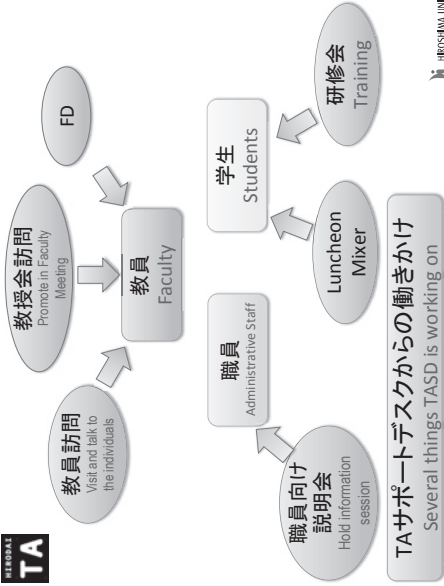 HIRODAI
TA
教員訪問
Visit and talk to
the individuals
教授会訪問
Promote in Faculty
Meeting
FD
教員
Faculty
職員
Administrative Staff
学生
Students
職員向け
説明会
Hold information
session
Luncheon
Mixer
研修会
Training
TAサポートデスクからの働きかけ
Several things TASD is working on
HIROSHIMA UNI